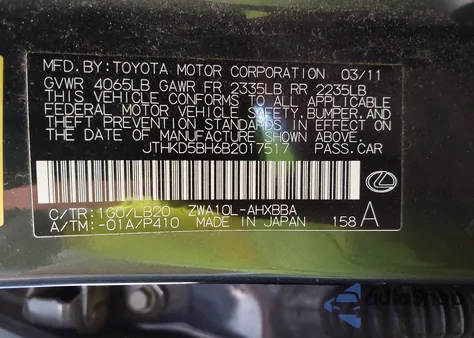 MFD. BY: TOYOTA MOTOR CORPORATION 03/11
GVWR 4065LB GAWR FR 2335LB RR 2235LB
THIS VEHICLE CONFORMS TO ALL APPLICABLE
FEDERAL MOTOR VEHICLE SAFETY, BUMPER, AND
THEFT PREVENTION STANDARDS IN EFFECT ON
THE DATE OF MANUFACTURE SHOWN ABOVE.
JTHKD5BH6B2017517 PASS. CAR
C/TR: 1G0/LB20 ZWA10L-AHXBBA
A/TM: -01A/P410 MADE IN JAPAN 158 A
AutoSnap